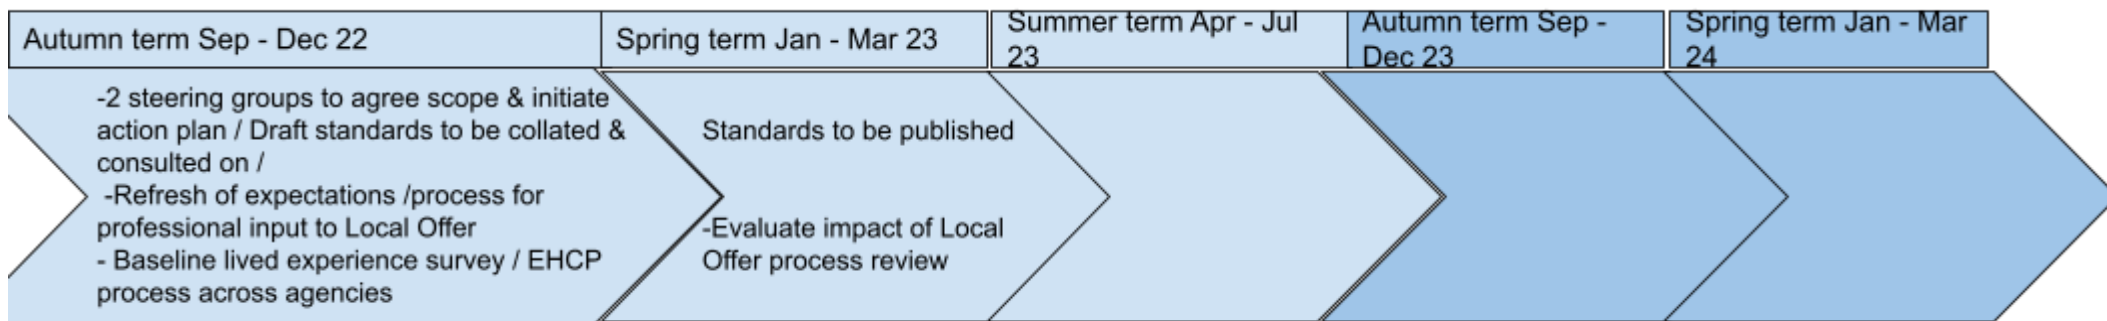 Autumn term Sep - Dec 22
Spring term Jan - Mar 23
Summer term Apr - Jul
23
Autumn term Sep -
Dec 23
Spring term Jan - Mar
24
-2 steering groups to agree scope & initiate
action plan / Draft standards to be collated &
consulted on /
-Refresh of expectations /process for
professional input to Local Offer
- Baseline lived experience survey / EHCP
process across agencies
Standards to be published
-Evaluate impact of Local
Offer process review